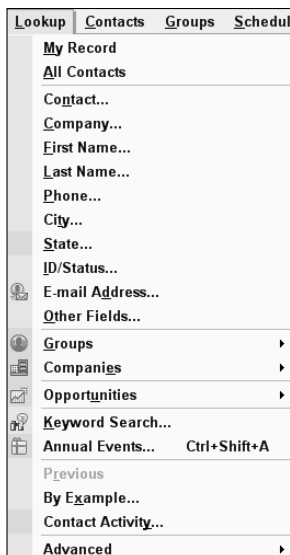 Lookup Contacts Groups Schedul
My Record
All Contacts
Contact...
Company...
First Name...
Last Name...
Phone...
City...
State...
ID/Status...
E-mail Address...
Other Fields...
Groups
Companies
Opportunities
Keyword Search...
Annual Events... Ctrl+Shift+A
Previous
By Example...
Contact Activity...
Advanced